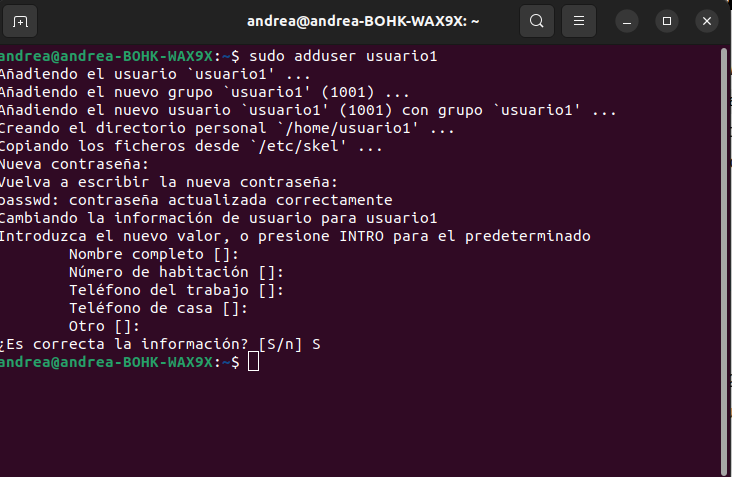 andrea@andrea-BOHK-WAX9X: ~
andrea@andrea-BOHK-WAX9X:~$ sudo adduser usuario1
Añadiendo el usuario `usuario1' ...
Añadiendo el nuevo grupo `usuario1' (1001) ...
Añadiendo el nuevo usuario `usuario1' (1001) con grupo `usuario1' ...
Creando el directorio personal `/home/usuario1' ...
Copiando los ficheros desde `/etc/skel' ...
Nueva contraseña:
Vuelva a escribir la nueva contraseña:
passwd: contraseña actualizada correctamente
Cambiando la información de usuario para usuario1
Introduzca el nuevo valor, o presione INTRO para el predeterminado
Nombre completo []:
Número de habitación []:
Teléfono del trabajo []:
Teléfono de casa []:
Otro []:
¿Es correcta la información? [S/n] S
andrea@andrea-BOHK-WAX9X:~$